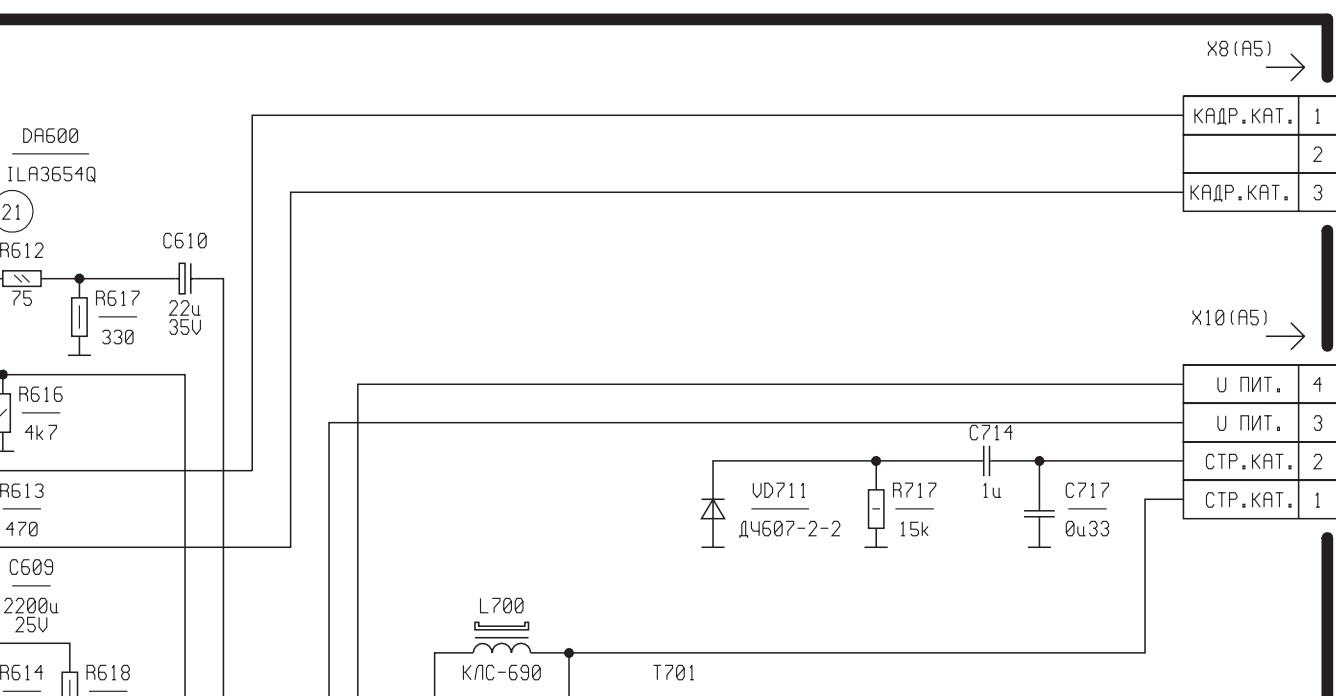 X8(A5)
КАДР.КАТ. 1
2
КАДР.КАТ. 3
DA600
ILA3654Q
21
R612
75
R617
330
C610
22u
35V
X10(A5)
U ПИТ. 4
U ПИТ. 3
СТР.КАТ. 2
СТР.КАТ. 1
R616
4k7
C714
1u
VD711
ДЧ607-2-2
R717
15k
C717
0u33
R613
470
C609
2200u
25V
L700
КЛС-690
T701
R614
R618